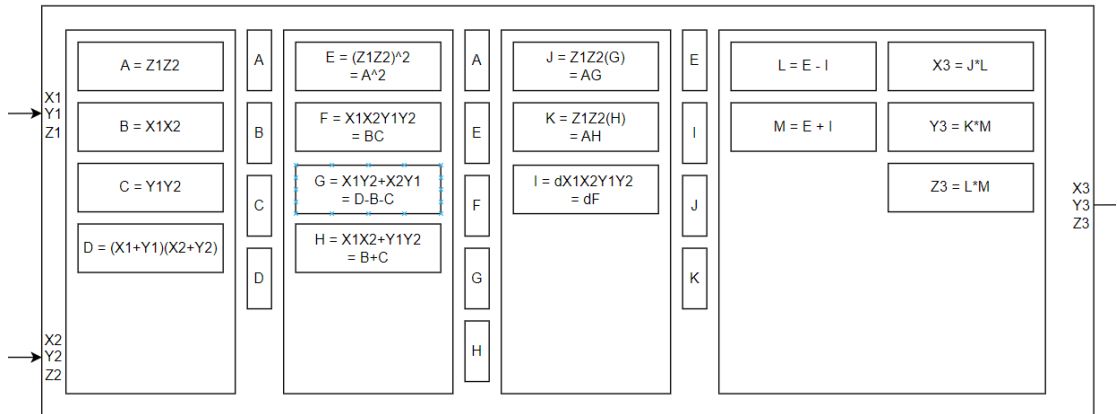 X1
Y1
Z1
X2
Y2
Z2
A = Z1Z2
B = X1X2
C = Y1Y2
D = (X1+Y1)(X2+Y2)
A
B
C
D
E = (Z1Z2)^2
= A^2
F = X1X2Y1Y2
= BC
G = X1Y2+X2Y1
= D-B-C
H = X1X2+Y1Y2
= B+C
A
E
F
G
H
J = Z1Z2(G)
= AG
K = Z1Z2(H)
= AH
I = dX1X2Y1Y2
= dF
E
I
J
K
L = E - I
M = E + I
X3 = J*L
Y3 = K*M
Z3 = L*M
X3
Y3
Z3